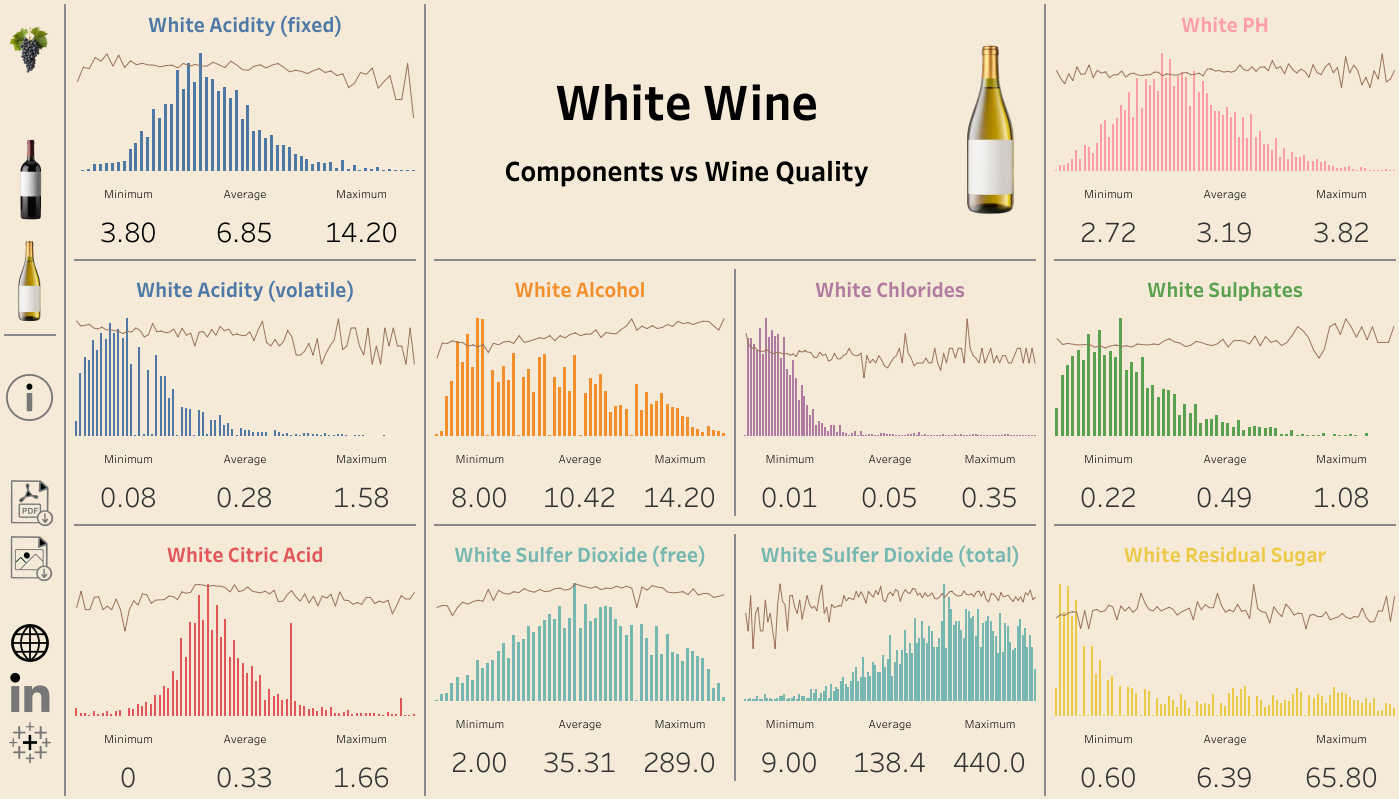 White Acidity (fixed)
Minimum Average Maximum
3.80 6.85 14.20
White Wine
Components vs Wine Quality
White PH
Minimum Average Maximum
2.72 3.19 3.82
White Acidity (volatile)
Minimum Average Maximum
0.08 0.28 1.58
White Alcohol
Minimum Average Maximum
8.00 10.42 14.20
White Chlorides
Minimum Average Maximum
0.01 0.05 0.35
White Sulphates
Minimum Average Maximum
0.22 0.49 1.08
White Citric Acid
Minimum Average Maximum
0 0.33 1.66
White Sulfer Dioxide (free)
Minimum Average Maximum
2.00 35.31 289.0
White Sulfer Dioxide (total)
Minimum Average Maximum
9.00 138.4 440.0
White Residual Sugar
Minimum Average Maximum
0.60 6.39 65.80
i
PDF
in